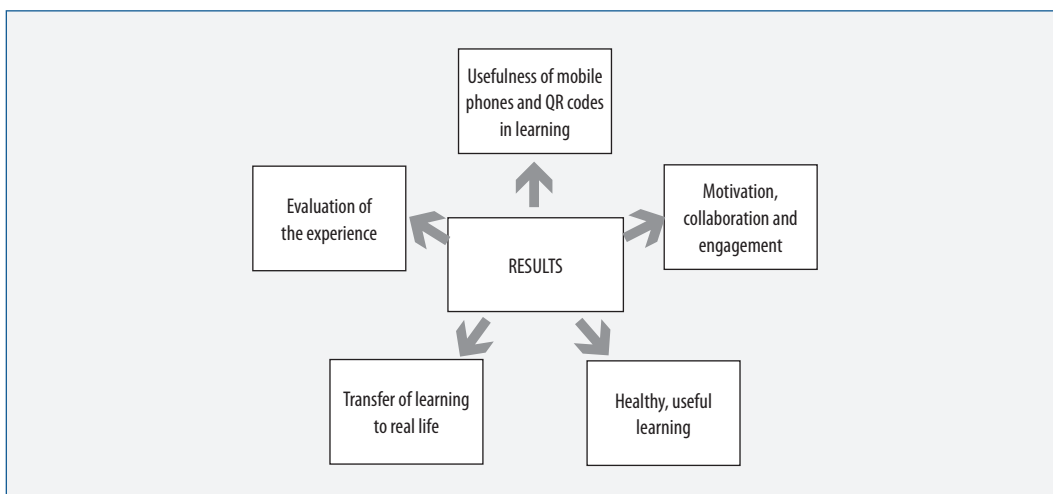 Usefulness of mobile
phones and QR codes
in learning
Evaluation of
the experience
Motivation,
collaboration and
engagement
RESULTS
Transfer of learning
to real life
Healthy, useful
learning